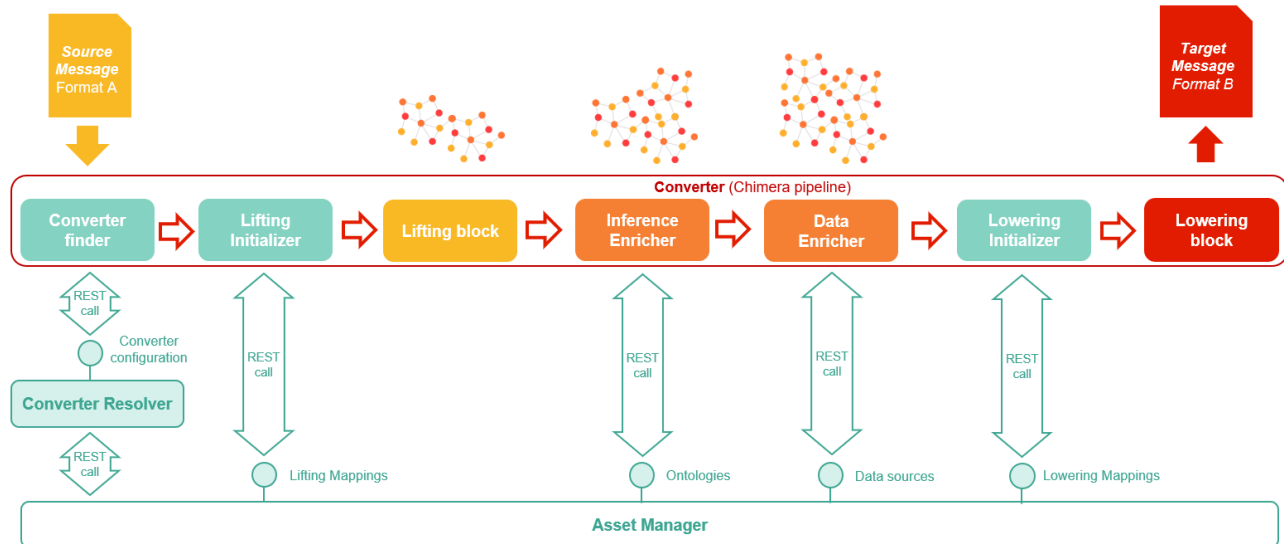 Source
Message
Format A
Target
Message
Format B
Converter (Chimera pipeline)
Converter
finder
Lifting
Initializer
Lifting block
Inference
Enricher
Data
Enricher
Lowering
Initializer
Lowering
block
REST
call
Converter
configuration
REST
call
REST
call
REST
call
REST
call
Converter Resolver
REST
call
Lifting Mappings
Ontologies
Data sources
Lowering Mappings
Asset Manager